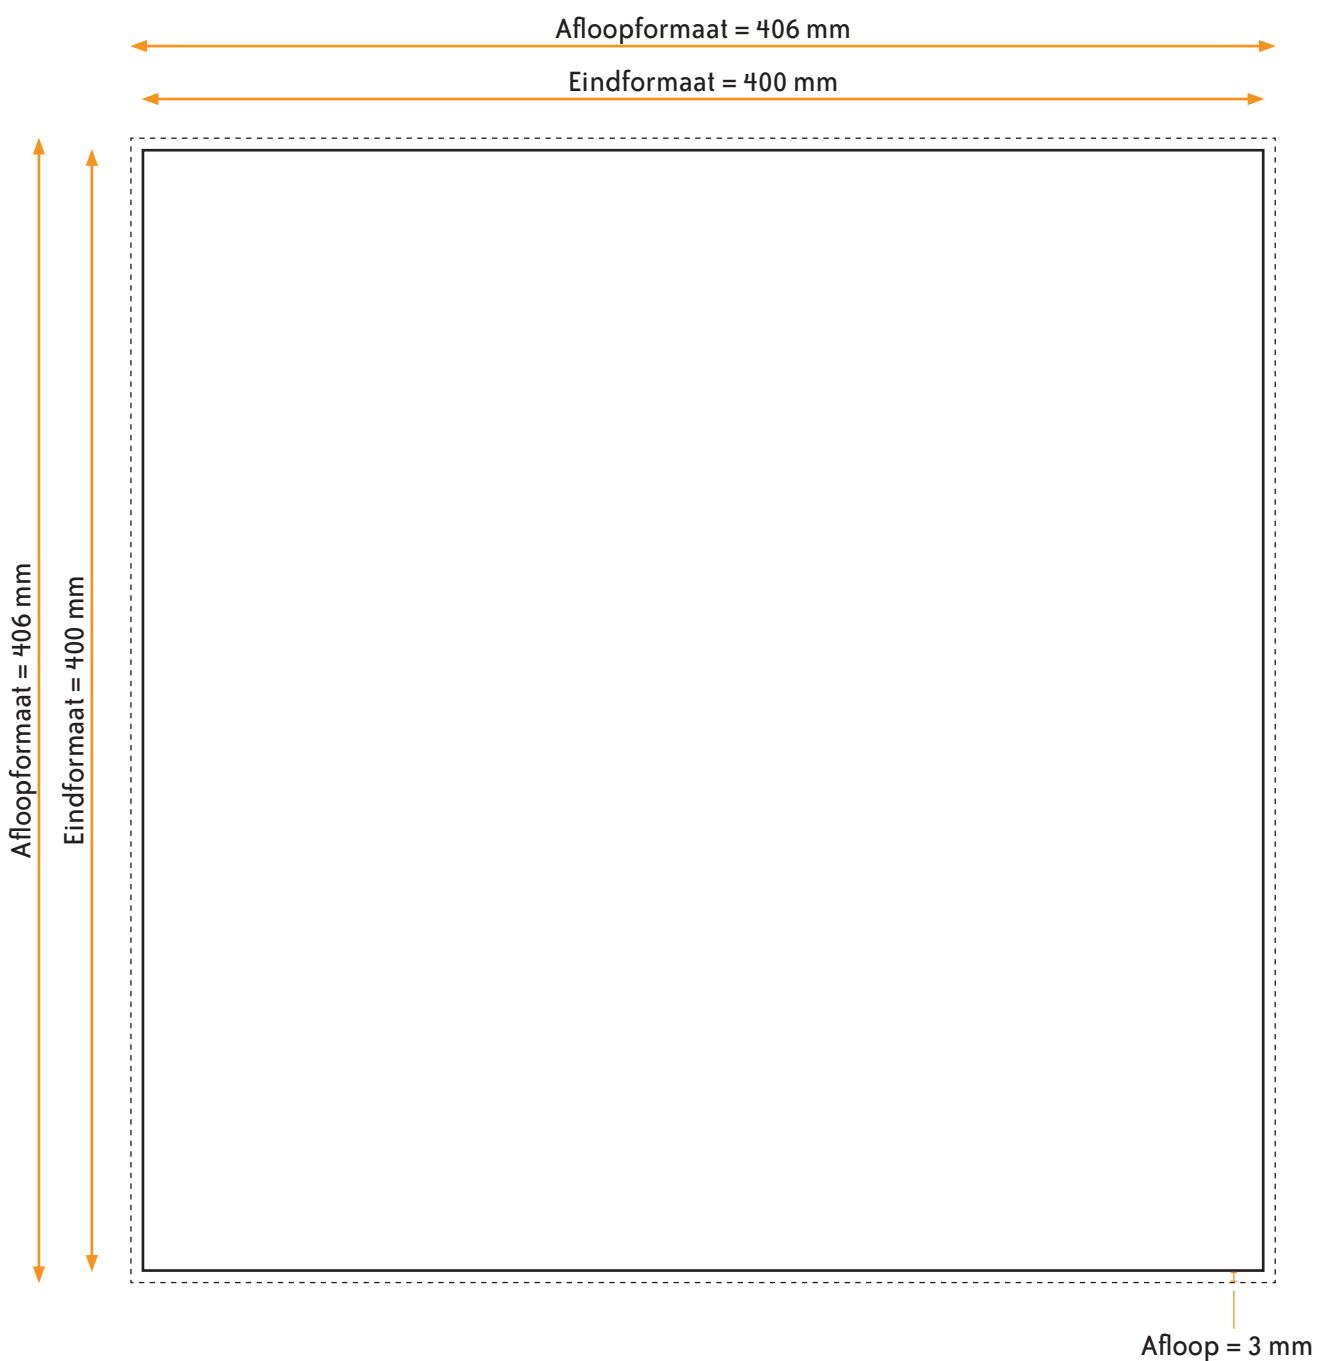 Afloopformaat = 406 mm
Eindformaat = 400 mm
Afloopformaat = 406 mm
Eindformaat = 400 mm
Afloop = 3 mm